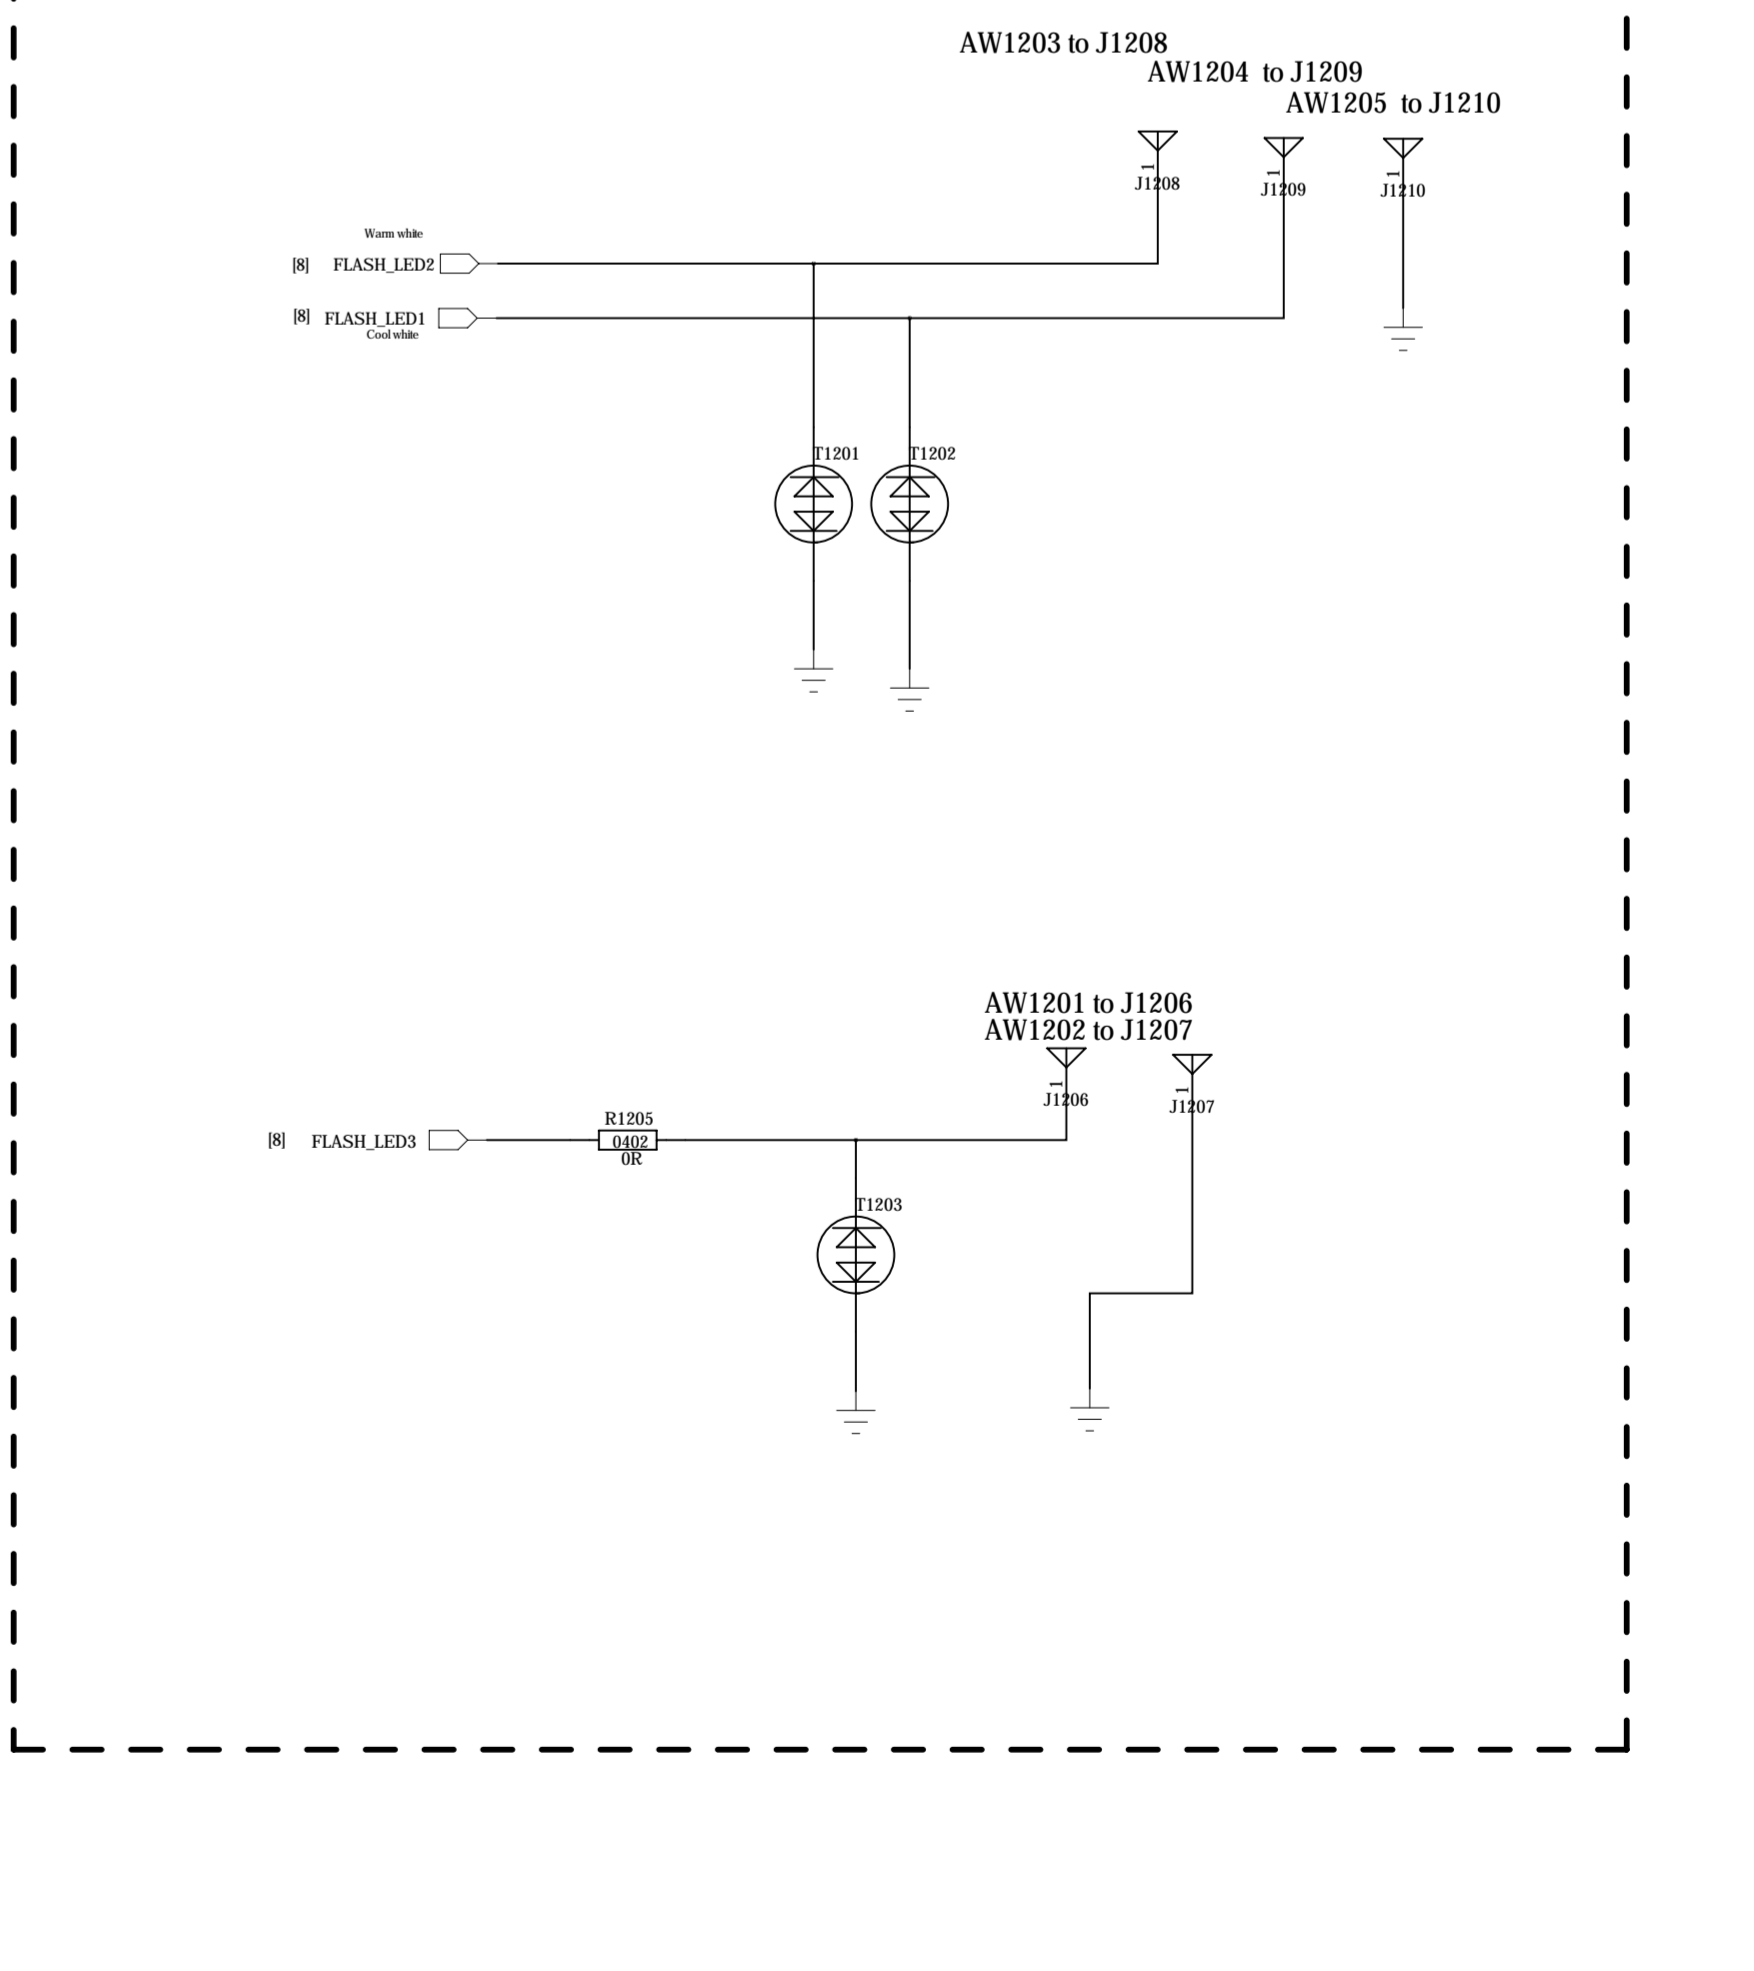 AW1203 to J1208
AW1204 to J1209
AW1205 to J1210
1
J1208
1
J1209
1
J1210
Warm white
[8] FLASH_LED2
[8] FLASH_LED1
Cool white
T1201
T1202
AW1201 to J1206
AW1202 to J1207
1
J1206
1
J1207
R1205
[8] FLASH_LED3
0402
0R
T1203